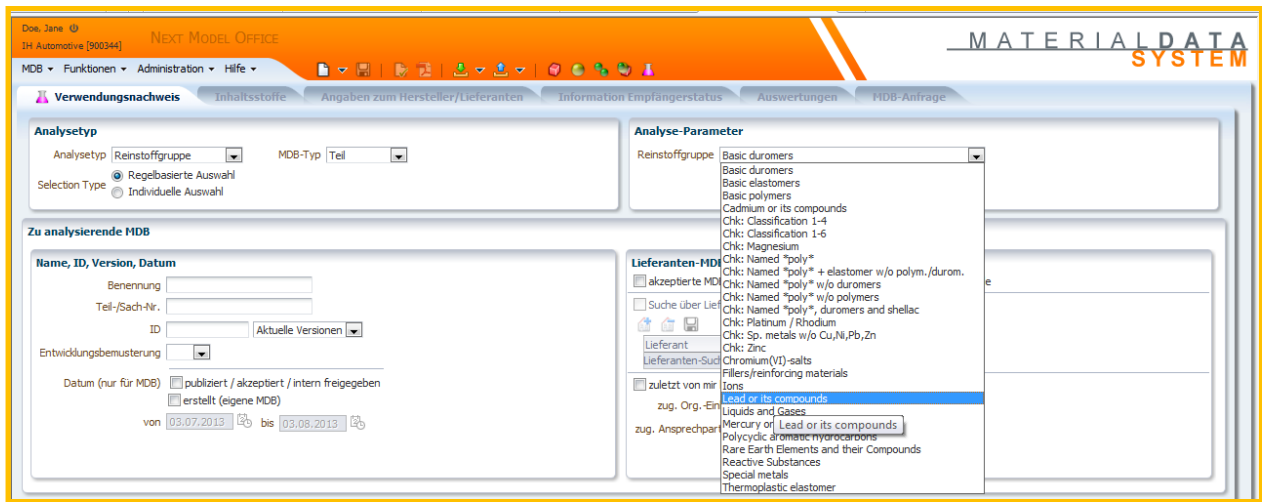 Doe, Jane
IH Automotive [900344]
NEXT MODEL OFFICE
MATERIALDATA
SYSTEM
MDB Funktionen Administration Hilfe
Verwendungsnachweis Inhaltsstoffe Angaben zum Hersteller/Lieferanten Information Empfängerstatus Auswertungen MDB-Anfrage
Analysetyp
Analysetyp Reinstoffgruppe MDB-Typ Teil
Selection Type Regelbasierte Auswahl
Individuelle Auswahl
Analyse-Parameter
Reinstoffgruppe Basic duromers
Basic duromers
Basic elastomers
Basic polymers
Cadmium or its compounds
Chk: Classification 1-4
Chk: Classification 1-6
Chk: Magnesium
Chk: Named *poly*
Chk: Named *poly* + elastomer w/o polym./durom.
Chk: Named *poly* w/o duromers
Chk: Named *poly* w/o polymers
Chk: Named *poly*, duromers and shellac
Chk: Platinum / Rhodium
Chk: Sp. metals w/o Cu,Ni,Pb,Zn
Chk: Zinc
Chromium(VI)-salts
Fillers/reinforcing materials
Ions
Lead or its compounds
Liquids and Gases
Mercury or
Lead or its compounds
Polycyclic aromatic hydrocarbons
Rare Earth Elements and their Compounds
Reactive Substances
Special metals
Thermoplastic elastomer
Zu analysierende MDB
Name, ID, Version, Datum
Benennung
Teil-/Sach-Nr.
ID Aktuelle Versionen
Entwicklungsbemusterung
Datum (nur für MDB) publiziert / akzeptiert / intern freigegeben
erstellt (eigene MDB)
von 03.07.2013 bis 03.08.2013
Lieferanten-MD
akzeptierte MD e
Suche über Lief
Lieferant
Lieferanten-Such
zuletzt von mir
zug. Org.-Ein
zug. Ansprechpart